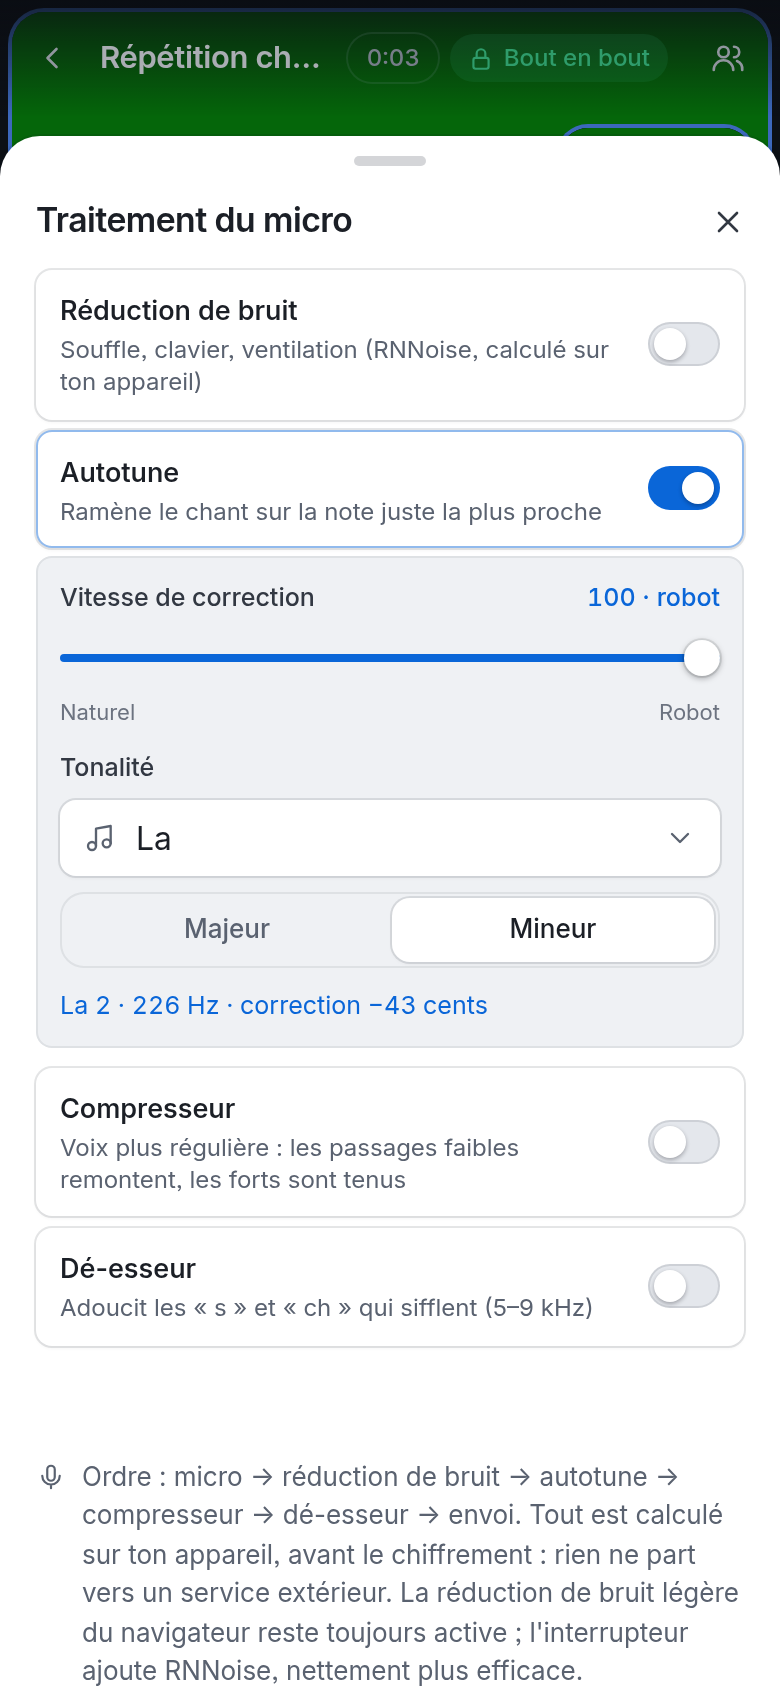 Répétition ch...
0:03
Bout en bout
Traitement du micro
Réduction de bruit
Souffle, clavier, ventilation (RNNoise, calculé sur
ton appareil)
Autotune
Ramène le chant sur la note juste la plus proche
Vitesse de correction
100 · robot
Naturel
Robot
Tonalité
La
Majeur
Mineur
La 2 · 226 Hz · correction −43 cents
Compresseur
Voix plus régulière : les passages faibles
remontent, les forts sont tenus
Dé-esseur
Adoucit les « s » et « ch » qui sifflent (5–9 kHz)
Ordre : micro → réduction de bruit → autotune →
compresseur → dé-esseur → envoi. Tout est calculé
sur ton appareil, avant le chiffrement : rien ne part
vers un service extérieur. La réduction de bruit légère
du navigateur reste toujours active ; l'interrupteur
ajoute RNNoise, nettement plus efficace.